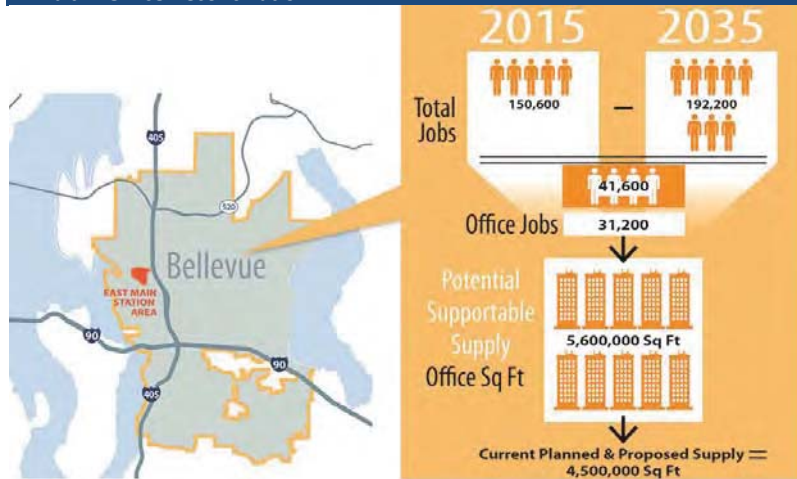 405
520
Bellevue
EAST MAIN
STATION
AREA
90
90
405
2015
2035
Total
Jobs
150,600
–
192,200
41,600
Office Jobs
31,200
Potential
Supportable
Supply
Office Sq Ft
5,600,000 Sq Ft
Current Planned & Proposed Supply =
4,500,000 Sq Ft